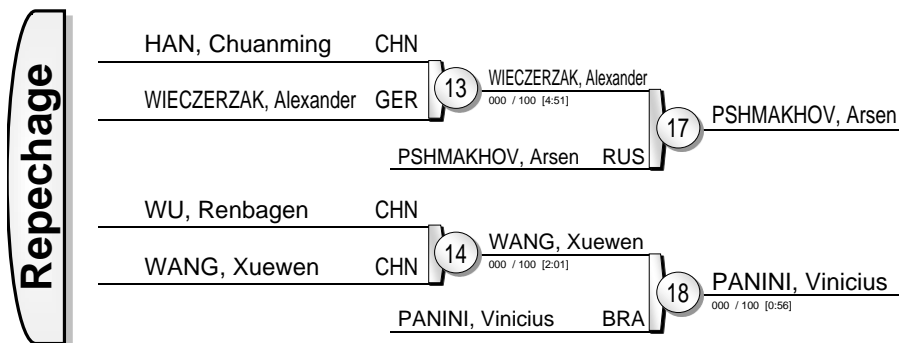 Repechage
HAN, Chuanming CHN
WIECZERZAK, Alexander GER
13
WIECZERZAK, Alexander
000 / 100 [4:51]
PSHMAKHOV, Arsen RUS
17
PSHMAKHOV, Arsen
WU, Renbagen CHN
WANG, Xuewen CHN
14
WANG, Xuewen
000 / 100 [2:01]
PANINI, Vinicius BRA
18
PANINI, Vinicius
000 / 100 [0:56]